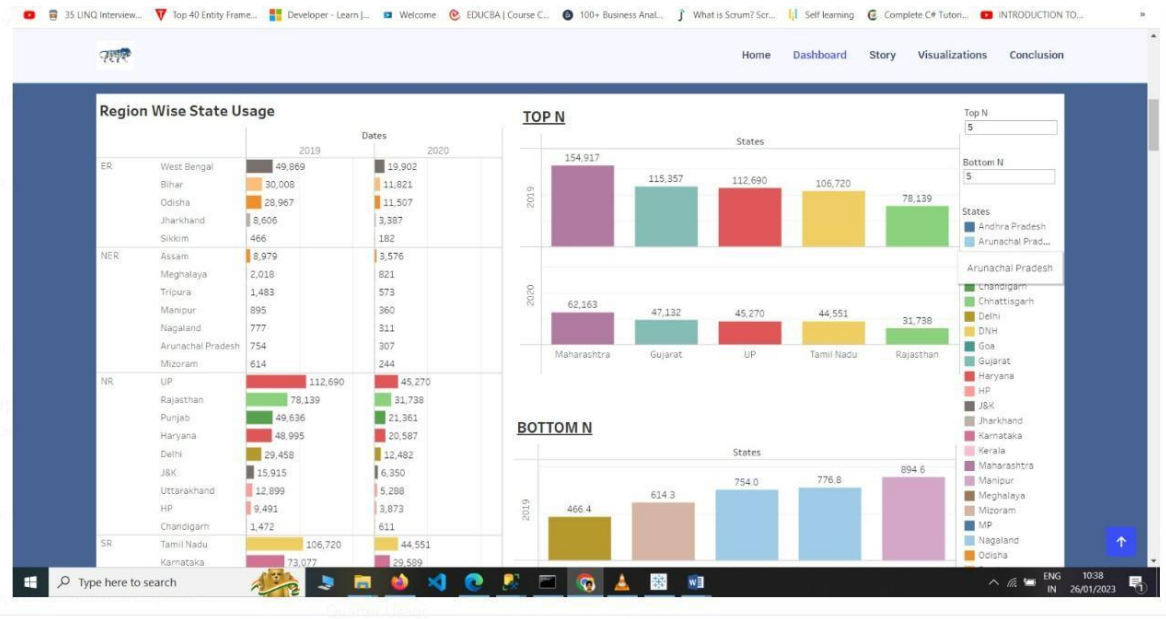 35 LINQ Interview... Top 40 Entity Frame... Developer - Learn |... Welcome EDUCBA | Course C... 100+ Business Anal... What is Scrum? Scr... Self learning Complete C# Tutori... INTRODUCTION TO... »
Home Dashboard Story Visualizations Conclusion
Region Wise State Usage
Dates
2019 2020
ER West Bengal 49,869 19,902
Bihar 30,008 11,821
Odisha 28,967 11,507
Jharkhand 8,606 3,387
Sikkim 466 182
NER Assam 8,979 3,576
Meghalaya 2,018 821
Tripura 1,483 573
Manipur 895 360
Nagaland 777 311
Arunachal Pradesh 754 307
Mizoram 614 244
NR UP 112,690 45,270
Rajasthan 78,139 31,738
Punjab 49,636 21,361
Haryana 48,995 20,587
Delhi 29,458 12,482
J&K 15,915 6,350
Uttarakhand 12,899 5,288
HP 9,491 3,873
Chandigarh 1,472 611
SR Tamil Nadu 106,720 44,551
Karnataka 73,077 29,589
TOP N
States
2019
154,917 115,357 112,690 106,720 78,139
2020
62,163 47,132 45,270 44,551 31,738
Maharashtra Gujarat UP Tamil Nadu Rajasthan
BOTTOM N
States
2019
466.4 614.3 754.0 776.8 894.6
Top N
5
Bottom N
5
States
Andhra Pradesh
Arunachal Prad...
Arunachal Pradesh
Chandigarh
Chhattisgarh
Delhi
DNH
Goa
Gujarat
Haryana
HP
J&K
Jharkhand
Karnataka
Kerala
Maharashtra
Manipur
Meghalaya
Mizoram
MP
Nagaland
Odisha
Type here to search
ENG 10:38
IN 26/01/2023